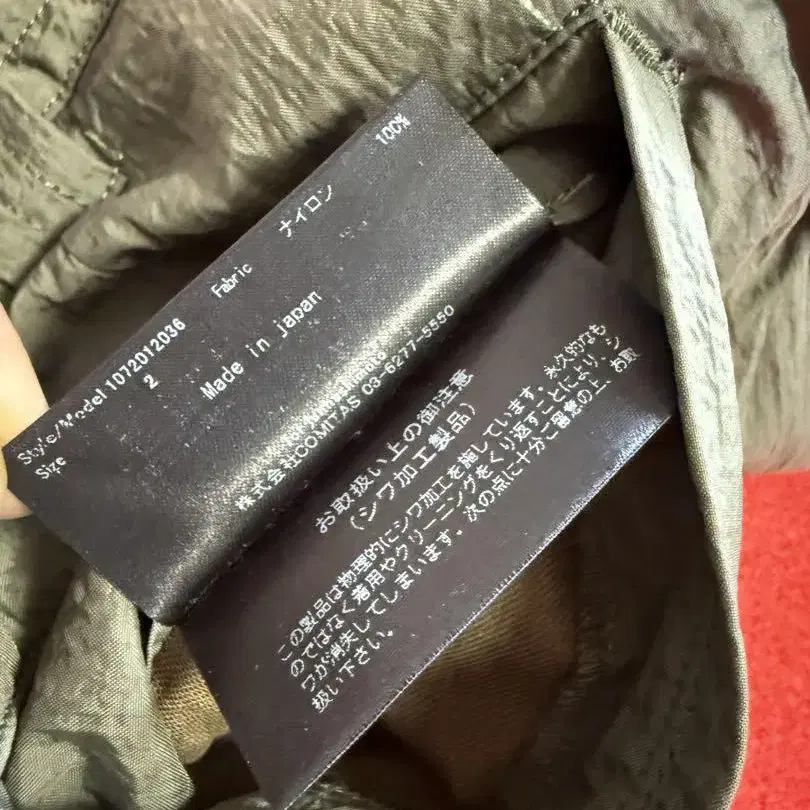 Style/Model 1072012036
Size 2
Fabric ナイロン 100%
Made in japan
株式会社COMITAS 03-6277-5550
お取扱い上の御注意
(シワ加工製品)
この製品は物理的にシワ加工を施しています。永久的なも
のではなく着用やクリーニングをくり返すことにより、シ
ワが消失してしまいます。次の点に十分ご留意の上、お取
扱い下さい。